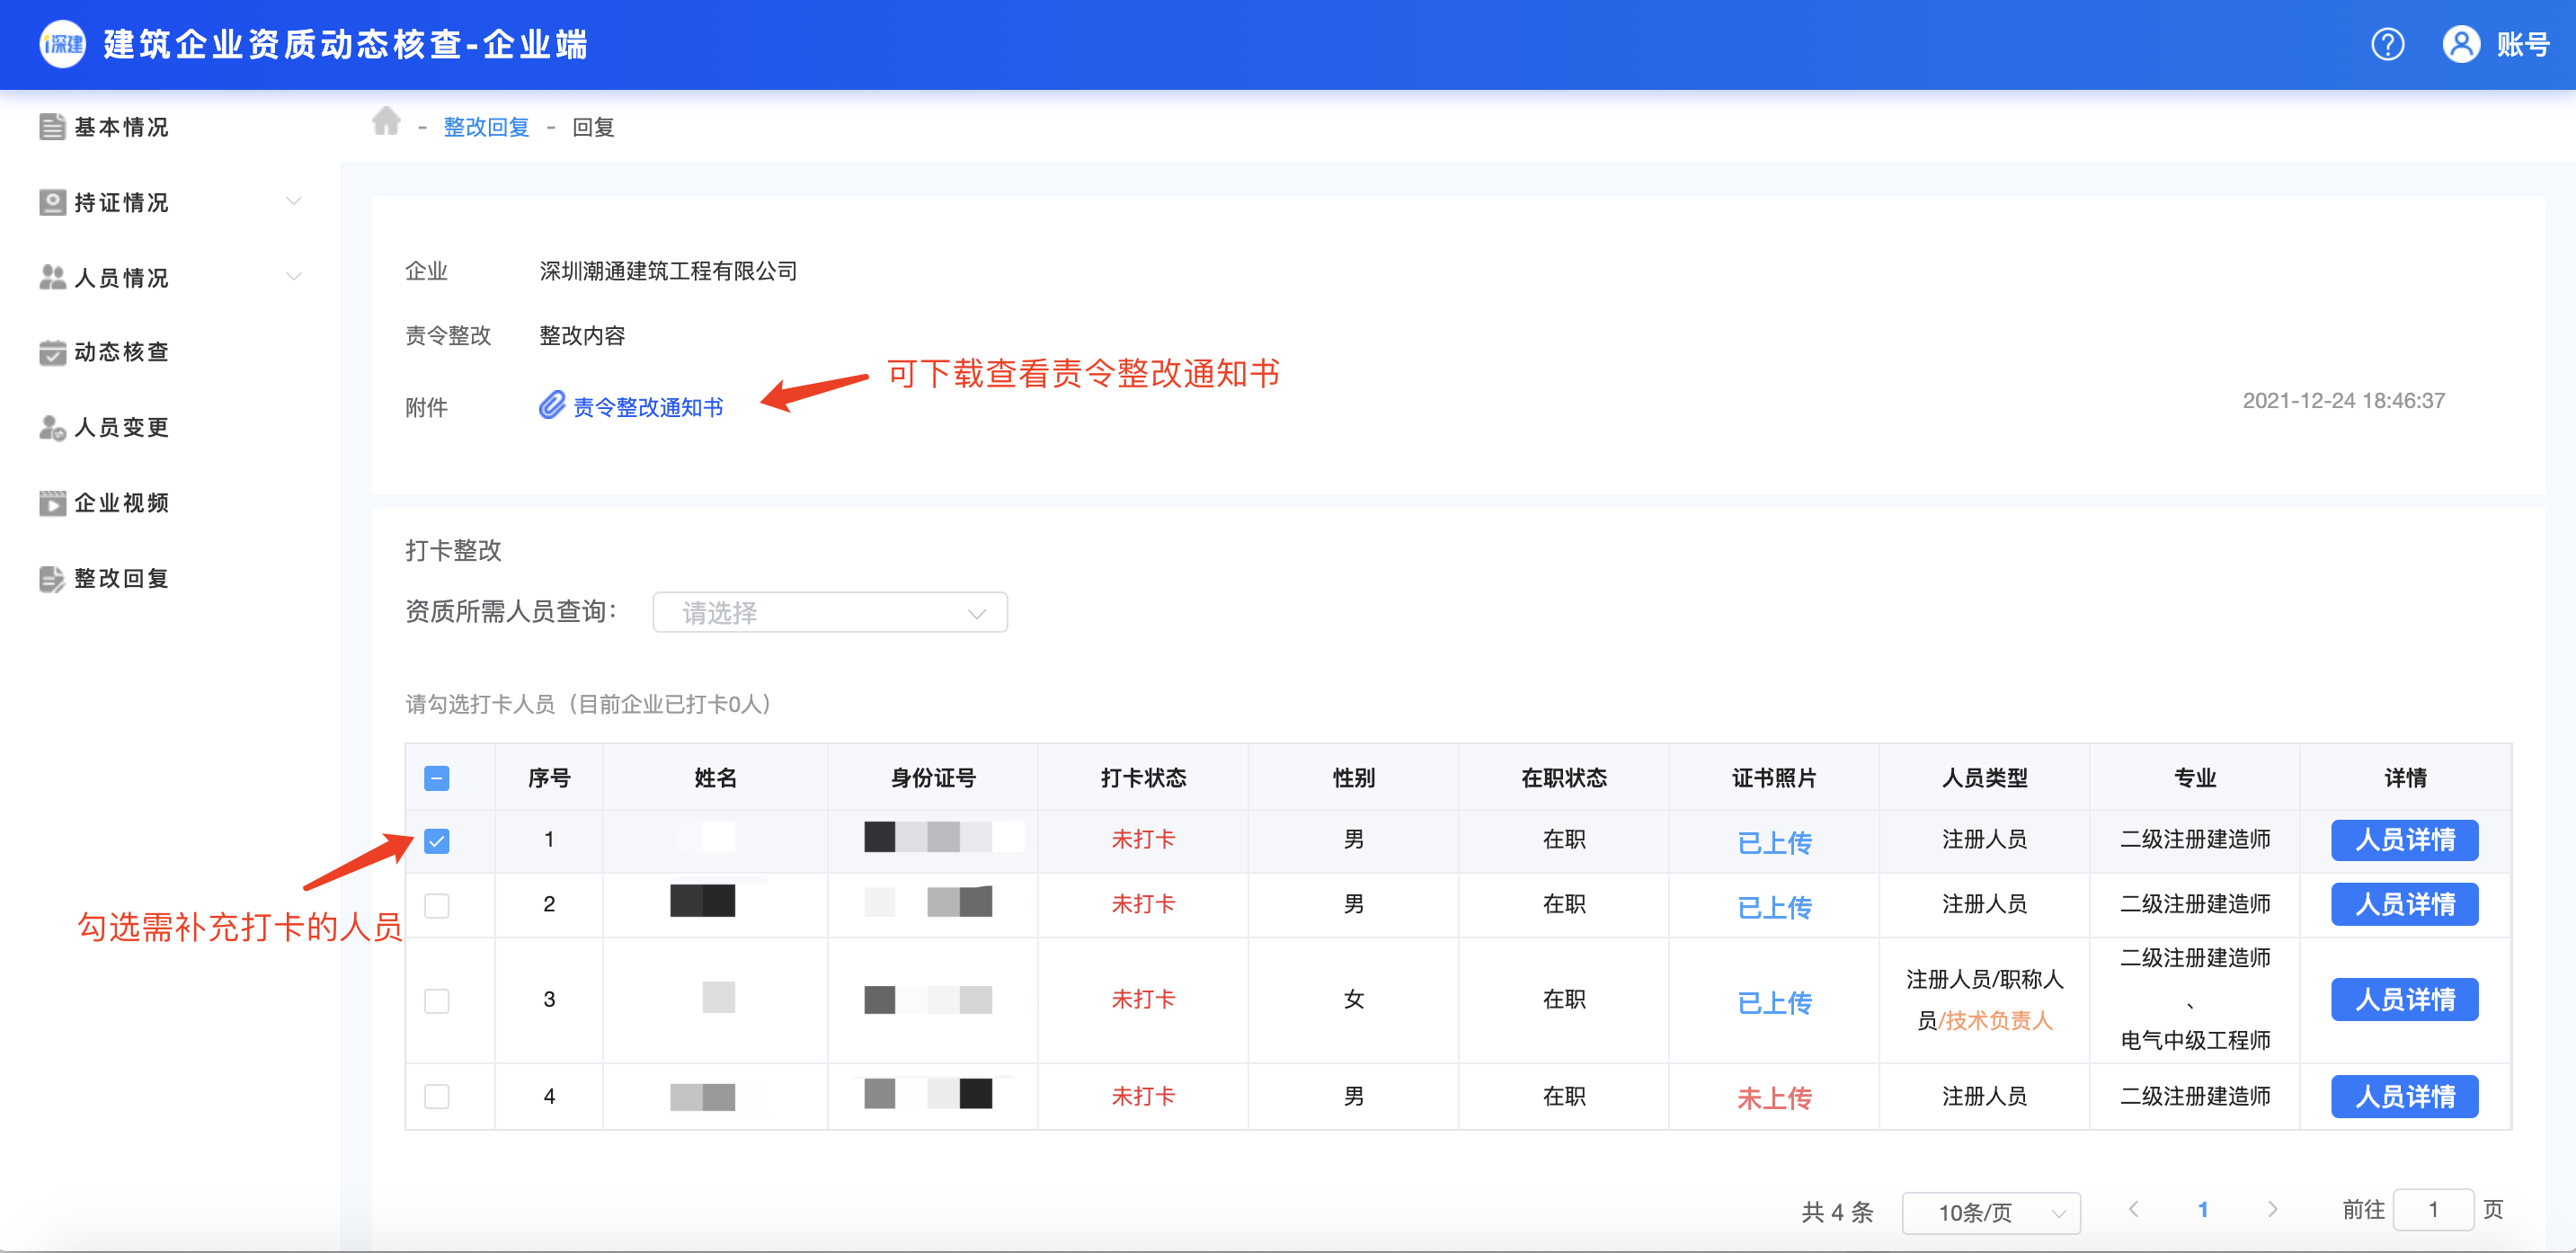 i深建 建筑企业资质动态核查-企业端 ? 账号
基本情况
持证情况
人员情况
动态核查
人员变更
企业视频
整改回复
- 整改回复 - 回复
企业 深圳潮通建筑工程有限公司
责令整改 整改内容
可下载查看责令整改通知书
附件 责令整改通知书
2021-12-24 18:46:37
打卡整改
资质所需人员查询: 请选择
请勾选打卡人员（目前企业已打卡0人）
序号 姓名 身份证号 打卡状态 性别 在职状态 证书照片 人员类型 专业 详情
1 未打卡 男 在职 已上传 注册人员 二级注册建造师 人员详情
勾选需补充打卡的人员
2 未打卡 男 在职 已上传 注册人员 二级注册建造师 人员详情
3 未打卡 女 在职 已上传 注册人员/职称人
员/技术负责人
二级注册建造师
、
电气中级工程师
人员详情
4 未打卡 男 在职 未上传 注册人员 二级注册建造师 人员详情
共 4 条 10条/页 1 前往 1 页